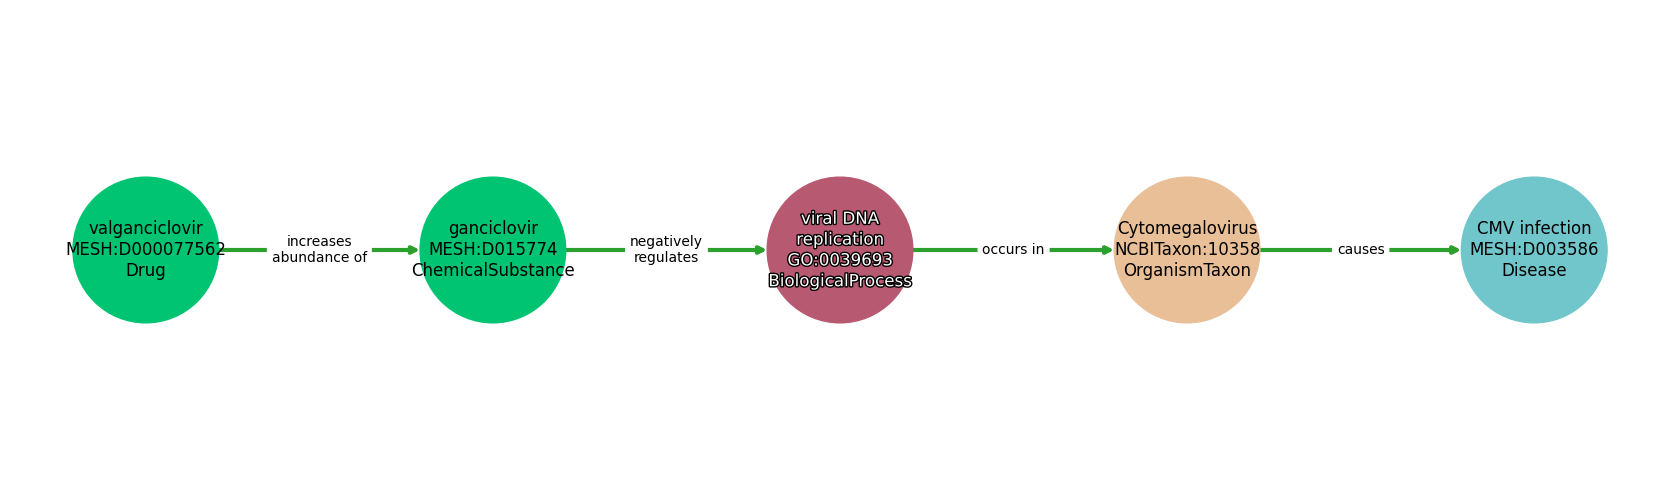 valganciclovir
MESH:D000077562
Drug
increases
abundance of
ganciclovir
MESH:D015774
ChemicalSubstance
negatively
regulates
viral DNA
replication
GO:0039693
BiologicalProcess
occurs in
Cytomegalovirus
NCBITaxon:10358
OrganismTaxon
causes
CMV infection
MESH:D003586
Disease